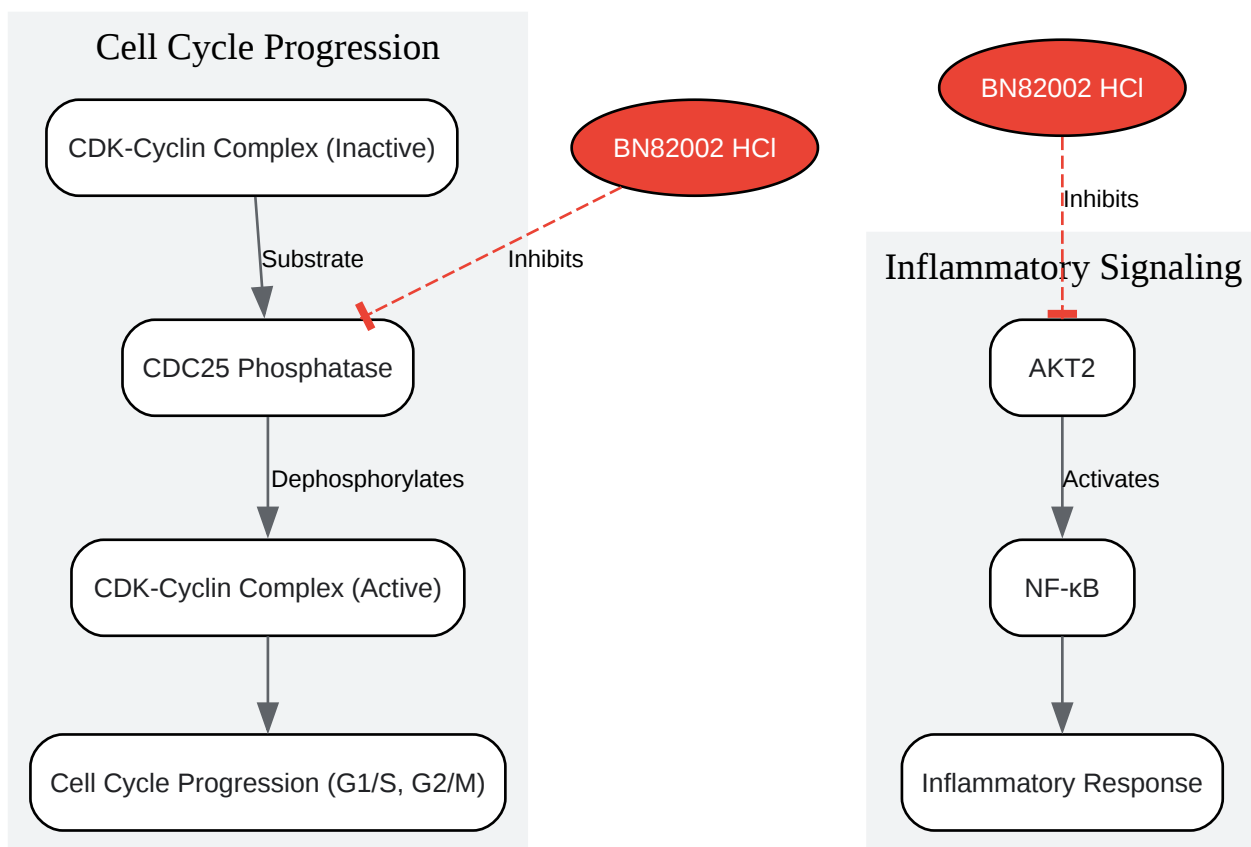 Cell Cycle Progression
CDK-Cyclin Complex (Inactive)
Substrate
CDC25 Phosphatase
Dephosphorylates
CDK-Cyclin Complex (Active)
Cell Cycle Progression (G1/S, G2/M)
BN82002 HCl
Inhibits
BN82002 HCl
Inhibits
Inflammatory Signaling
AKT2
Activates
NF-κB
Inflammatory Response